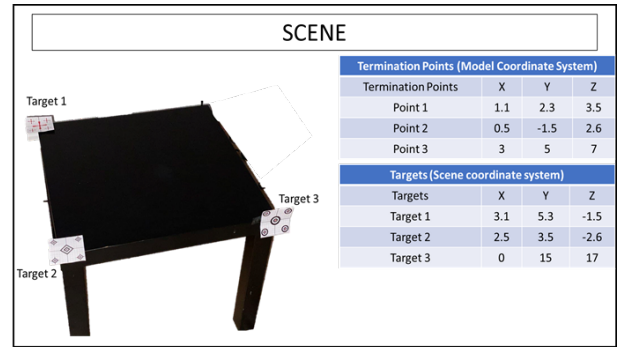 SCENE
Target 1
Target 3
Target 2
Termination Points (Model Coordinate System)
Termination Points X Y Z
Point 1 1.1 2.3 3.5
Point 2 0.5 -1.5 2.6
Point 3 3 5 7
Targets (Scene coordinate system)
Targets X Y Z
Target 1 3.1 5.3 -1.5
Target 2 2.5 3.5 -2.6
Target 3 0 15 17